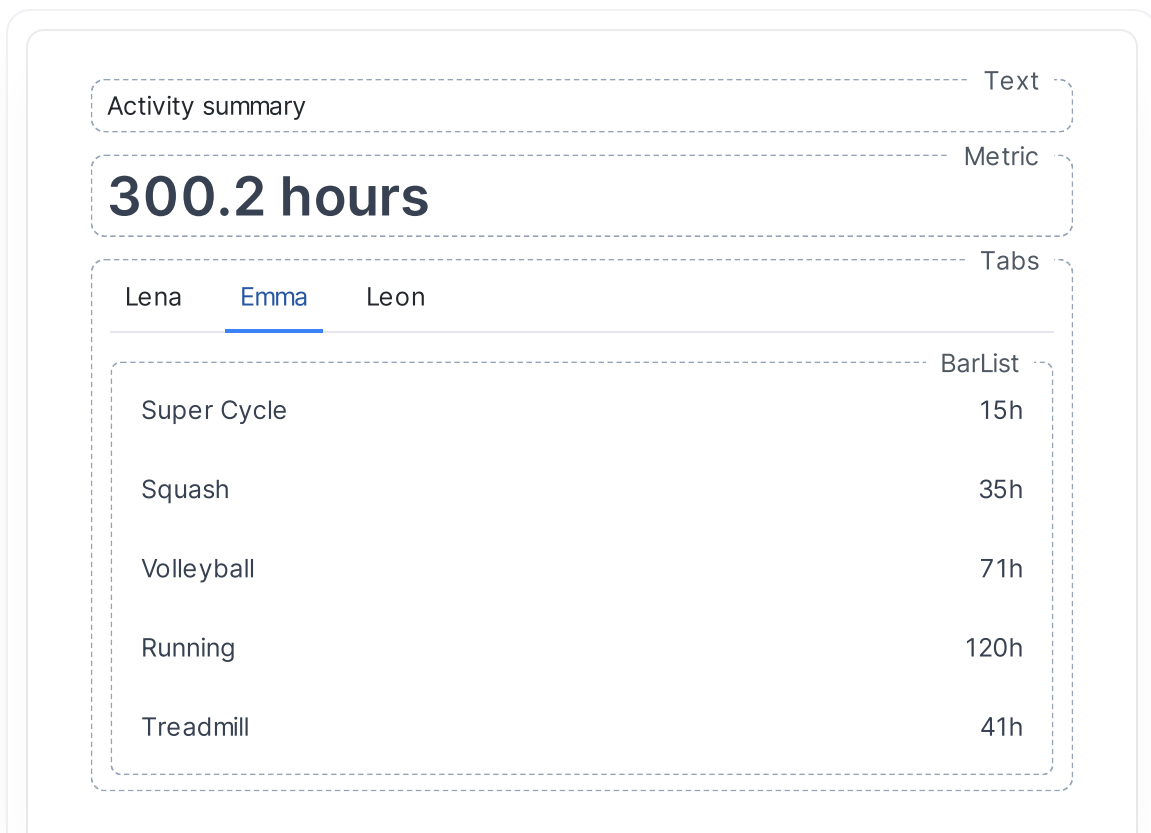 Text
Activity summary
Metric
300.2 hours
Tabs
Lena Emma Leon
BarList
Super Cycle 15h
Squash 35h
Volleyball 71h
Running 120h
Treadmill 41h